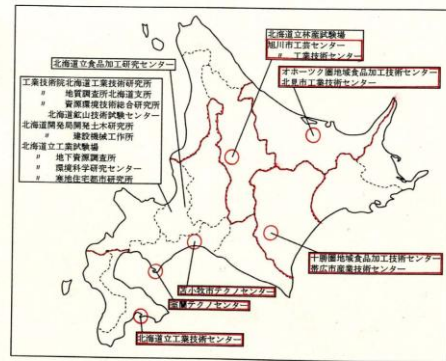 北海道立食品加工研究センター
北海道立林産試験場
旭川市工芸センター
〃 工業技術センター
オホーツク圏地域食品加工技術センター
北見市工業技術センター
工業技術院北海道工業技術研究所
〃 地質調査所北海道支所
〃 資源環境技術総合研究所
北海道鉱山技術試験センター
北海道開発局開発土木研究所
〃 建設機械工作所
北海道立工業試験場
〃 地下資源調査所
〃 環境科学研究センター
〃 寒地住宅都市研究所
十勝圏地域食品加工技術センター
帯広市産業技術センター
苫小牧市テクノセンター
室蘭テクノセンター
北海道立工業技術センター